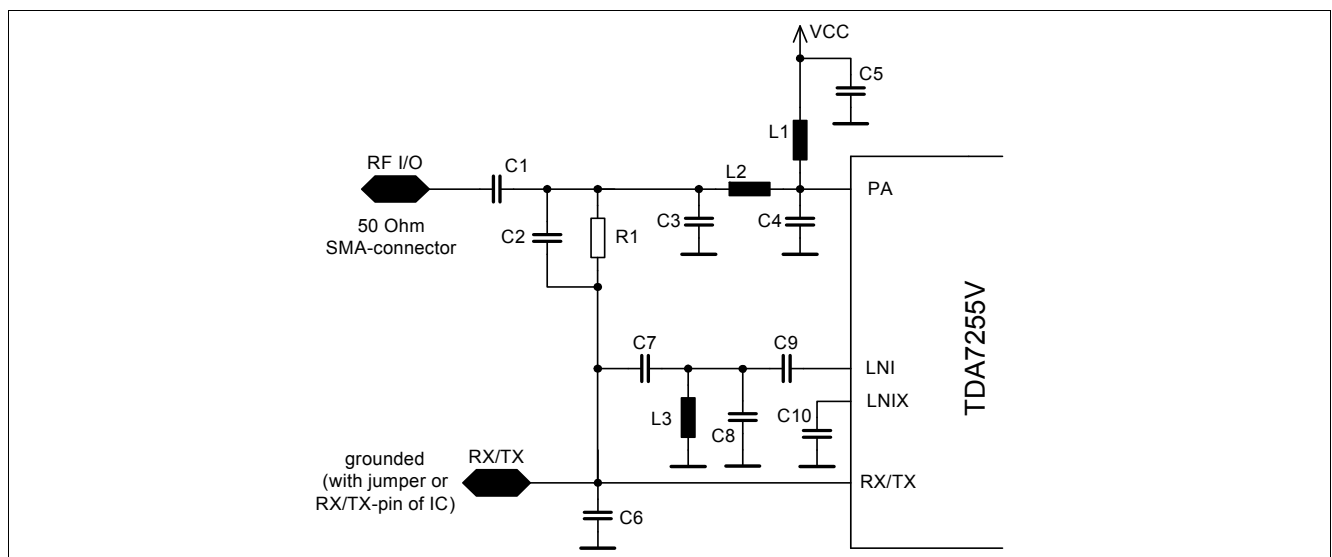 VCC
C5
L1
RF I/O
C1
L2
PA
C3
C4
50 Ohm
SMA-connector
C2
R1
TDA7255V
C7
C9
LNI
LNIX
L3
C8
C10
grounded
(with jumper or
RX/TX-pin of IC)
RX/TX
RX/TX
C6